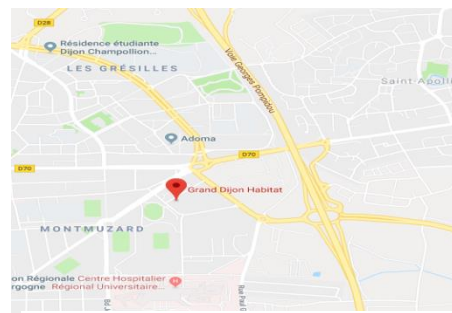 D28
Résidence étudiante
Dijon Champollion...
LES GRÉSILLES
Voie Georges Pompidou
Saint-Apolli
Adoma
D70
D70
Grand Dijon Habitat
MONTMUZARD
on Régionale
rgogne
Centre Hospitalier
Régional Universitaire...
Bd J
Rue Paul G